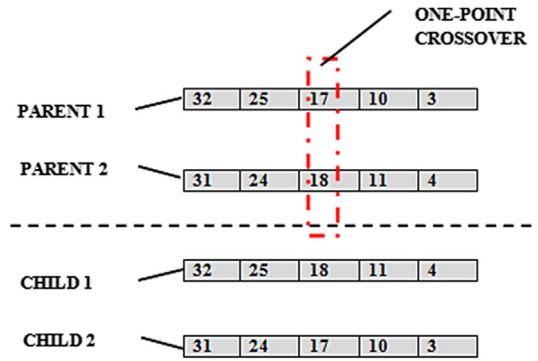 ONE-POINT
CROSSOVER
PARENT 1
32 25 17 10 3
PARENT 2
31 24 18 11 4
CHILD 1
32 25 18 11 4
CHILD 2
31 24 17 10 3